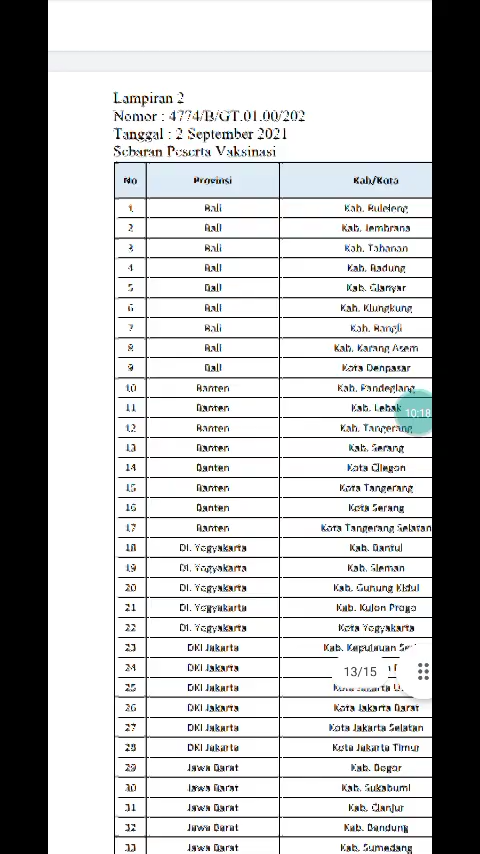 Lampiran 2
Nomor : 4774/B/GT.01.00/202
Tanggal : 2 September 2021
Sebaran Peserta Vaksinasi
No Provinsi Kab/Kota
1 Bali Kab. Buleleng
2 Bali Kab. Jembrana
3 Bali Kab. Tabanan
4 Bali Kab. Badung
5 Bali Kab. Gianyar
6 Bali Kab. Klungkung
7 Bali Kab. Bangli
8 Bali Kab. Karang Asem
9 Bali Kota Denpasar
10 Banten Kab. Pandeglang
11 Banten Kab. Lebak
10:18
12 Banten Kab. Tangerang
13 Banten Kab. Serang
14 Banten Kota Cilegon
15 Banten Kota Tangerang
16 Banten Kota Serang
17 Banten Kota Tangerang Selatan
18 DI. Yogyakarta Kab. Bantul
19 DI. Yogyakarta Kab. Sleman
20 DI. Yogyakarta Kab. Gunung Kidul
21 DI. Yogyakarta Kab. Kulon Progo
22 DI. Yogyakarta Kota Yogyakarta
23 DKI Jakarta Kab. Kepulauan
24 DKI Jakarta
13/15
25 DKI Jakarta
26 DKI Jakarta Kota Jakarta Barat
27 DKI Jakarta Kota Jakarta Selatan
28 DKI Jakarta Kota Jakarta Timur
29 Jawa Barat Kab. Bogor
30 Jawa Barat Kab. Sukabumi
31 Jawa Barat Kab. Cianjur
32 Jawa Barat Kab. Bandung
33 Jawa Barat Kab. Sumedang